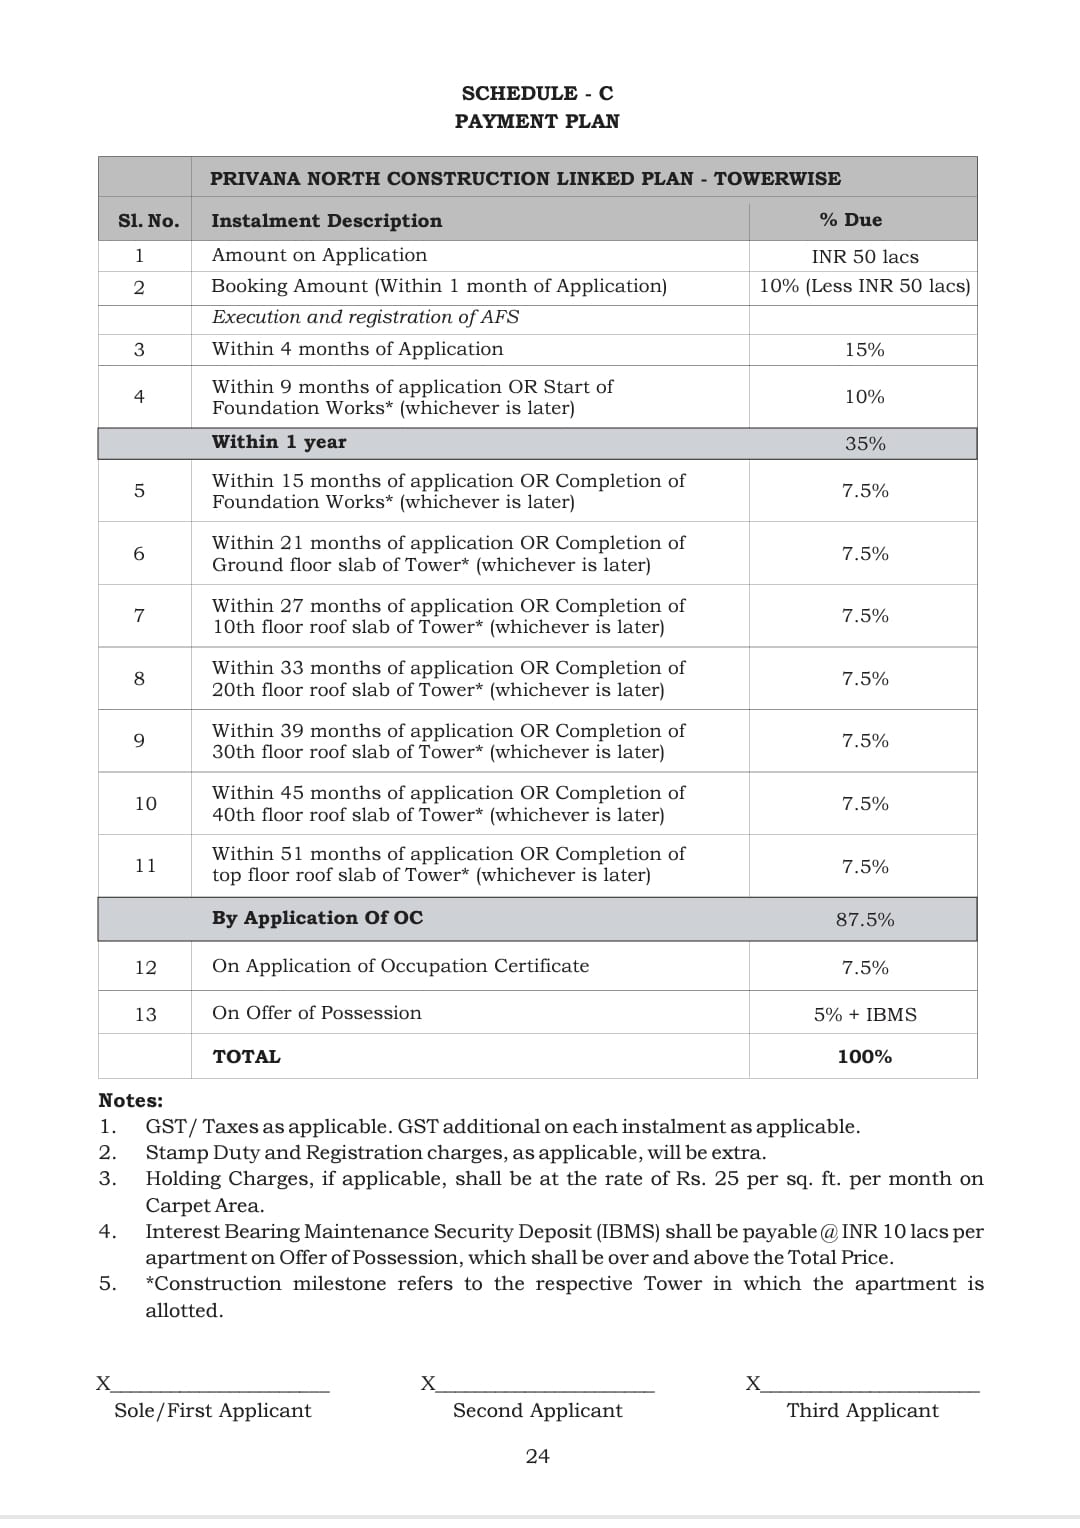 SCHEDULE - C
PAYMENT PLAN
PRIVANA NORTH CONSTRUCTION LINKED PLAN - TOWERWISE
Sl. No. Instalment Description % Due
1 Amount on Application INR 50 lacs
2 Booking Amount (Within 1 month of Application) 10% (Less INR 50 lacs)
Execution and registration of AFS
3 Within 4 months of Application 15%
4 Within 9 months of application OR Start of
Foundation Works* (whichever is later) 10%
Within 1 year 35%
5 Within 15 months of application OR Completion of
Foundation Works* (whichever is later) 7.5%
6 Within 21 months of application OR Completion of
Ground floor slab of Tower* (whichever is later) 7.5%
7 Within 27 months of application OR Completion of
10th floor roof slab of Tower* (whichever is later) 7.5%
8 Within 33 months of application OR Completion of
20th floor roof slab of Tower* (whichever is later) 7.5%
9 Within 39 months of application OR Completion of
30th floor roof slab of Tower* (whichever is later) 7.5%
10 Within 45 months of application OR Completion of
40th floor roof slab of Tower* (whichever is later) 7.5%
11 Within 51 months of application OR Completion of
top floor roof slab of Tower* (whichever is later) 7.5%
By Application Of OC 87.5%
12 On Application of Occupation Certificate 7.5%
13 On Offer of Possession 5% + IBMS
TOTAL 100%
Notes:
1. GST/ Taxes as applicable. GST additional on each instalment as applicable.
2. Stamp Duty and Registration charges, as applicable, will be extra.
3. Holding Charges, if applicable, shall be at the rate of Rs. 25 per sq. ft. per month on
Carpet Area.
4. Interest Bearing Maintenance Security Deposit (IBMS) shall be payable @ INR 10 lacs per
apartment on Offer of Possession, which shall be over and above the Total Price.
5. *Construction milestone refers to the respective Tower in which the apartment is
allotted.
X______________________ X______________________ X______________________
Sole/First Applicant Second Applicant Third Applicant
24